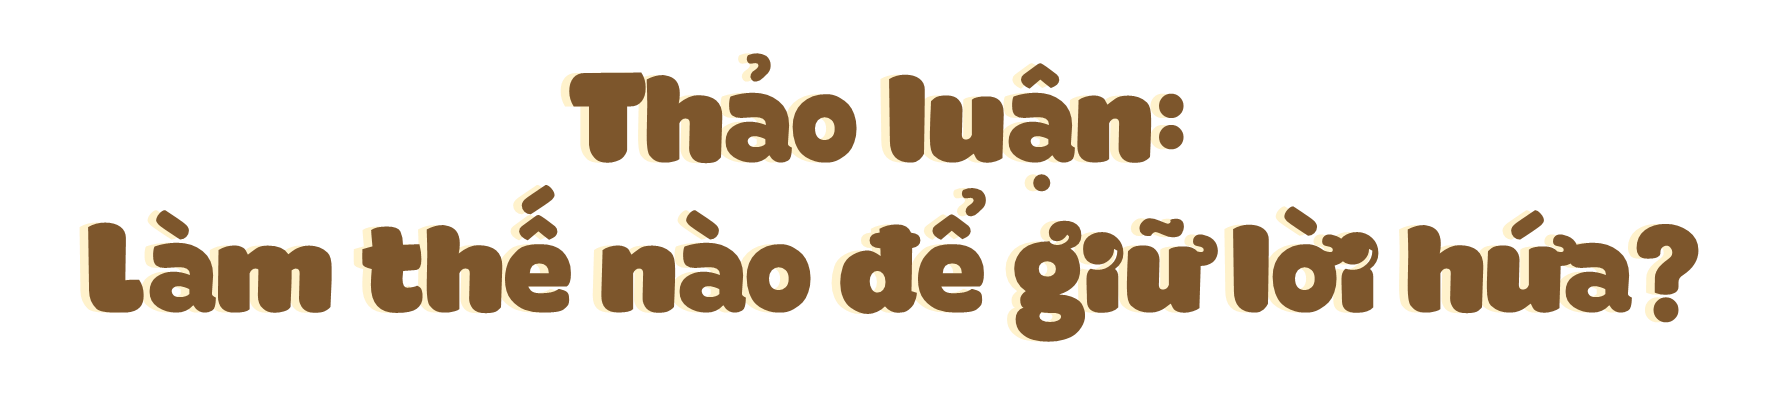 Thảo luận:
Làm thế nào để giữ lời hứa?